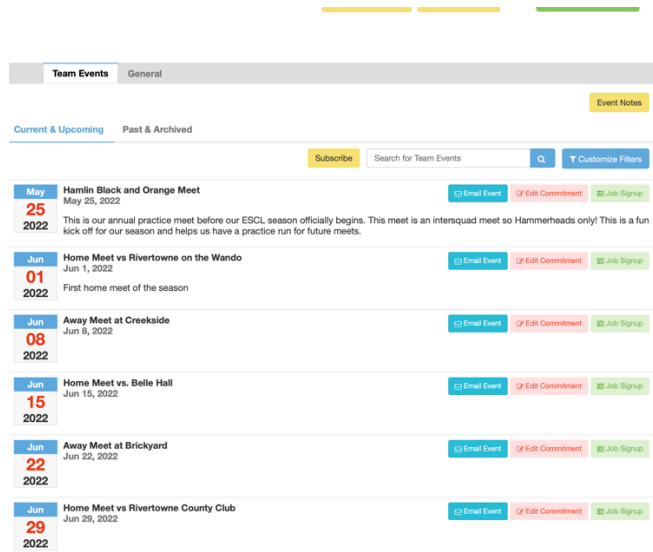 Team Events General
Event Notes
Current & Upcoming Past & Archived
Subscribe Search for Team Events Customize Filters
May
25
2022
Hamlin Black and Orange Meet
May 25, 2022
Email Event Edit Commitment Job Signup
This is our annual practice meet before our ESCL season officially begins. This meet is an intersquad meet so Hammerheads only! This is a fun
kick off for our season and helps us have a practice run for future meets.
Jun
01
2022
Home Meet vs Rivertowne on the Wando
Jun 1, 2022
Email Event Edit Commitment Job Signup
First home meet of the season
Jun
08
2022
Away Meet at Creekside
Jun 8, 2022
Email Event Edit Commitment Job Signup
Jun
15
2022
Home Meet vs. Belle Hall
Jun 15, 2022
Email Event Edit Commitment Job Signup
Jun
22
2022
Away Meet at Brickyard
Jun 22, 2022
Email Event Edit Commitment Job Signup
Jun
29
2022
Home Meet vs Rivertowne County Club
Jun 29, 2022
Email Event Edit Commitment Job Signup